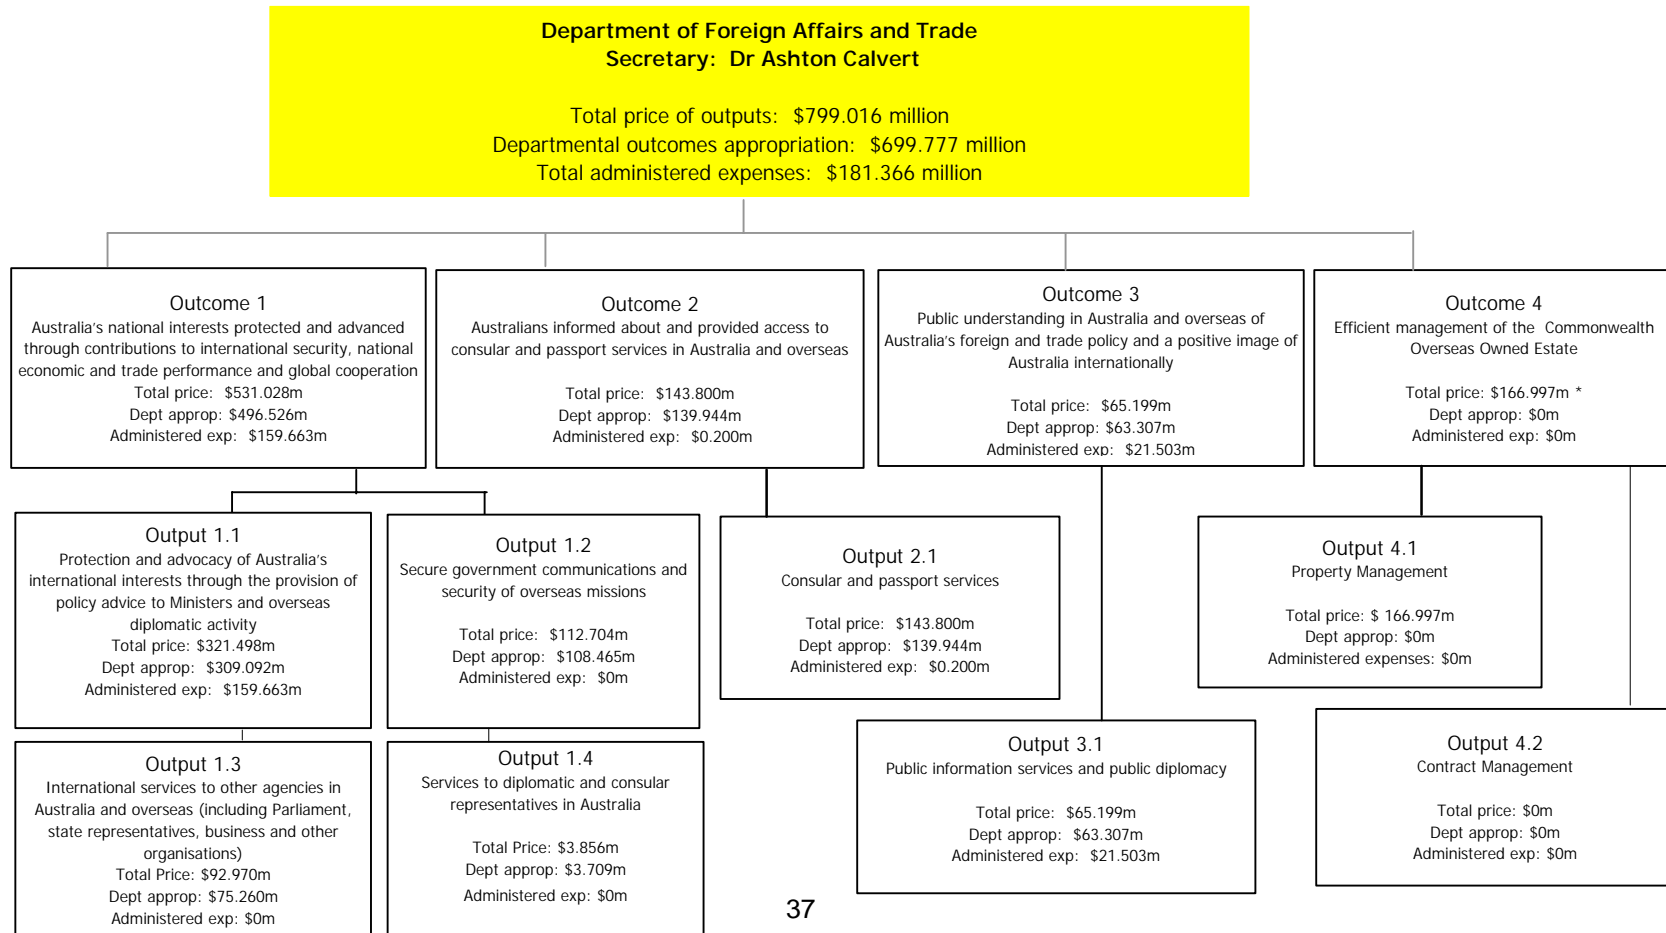 Department of Foreign Affairs and Trade
Secretary: Dr Ashton Calvert
Total price of outputs: $799.016 million
Departmental outcomes appropriation: $699.777 million
Total administered expenses: $181.366 million
Outcome 1
Australia's national interests protected and advanced
through contributions to international security, national
economic and trade performance and global cooperation
Total price: $531.028m
Dept approp: $496.526m
Administered exp: $159.663m
Outcome 2
Australians informed about and provided access to
consular and passport services in Australia and overseas
Total price: $143.800m
Dept approp: $139.944m
Administered exp: $0.200m
Outcome 3
Public understanding in Australia and overseas of
Australia's foreign and trade policy and a positive image of
Australia internationally
Total price: $65.199m
Dept approp: $63.307m
Administered exp: $21.503m
Outcome 4
Efficient management of the Commonwealth
Overseas Owned Estate
Total price: $166.997m *
Dept approp: $0m
Administered exp: $0m
Output 1.1
Protection and advocacy of Australia's
international interests through the provision of
policy advice to Ministers and overseas
diplomatic activity
Total price: $321.498m
Dept approp: $309.092m
Administered exp: $159.663m
Output 1.2
Secure government communications and
security of overseas missions
Total price: $112.704m
Dept approp: $108.465m
Administered exp: $0m
Output 2.1
Consular and passport services
Total price: $143.800m
Dept approp: $139.944m
Administered exp: $0.200m
Output 4.1
Property Management
Total price: $ 166.997m
Dept approp: $0m
Administered expenses: $0m
Output 1.3
International services to other agencies in
Australia and overseas (including Parliament,
state representatives, business and other
organisations)
Total Price: $92.970m
Dept approp: $75.260m
Administered exp: $0m
Output 1.4
Services to diplomatic and consular
representatives in Australia
Total Price: $3.856m
Dept approp: $3.709m
Administered exp: $0m
Output 3.1
Public information services and public diplomacy
Total price: $65.199m
Dept approp: $63.307m
Administered exp: $21.503m
Output 4.2
Contract Management
Total price: $0m
Dept approp: $0m
Administered exp: $0m
37